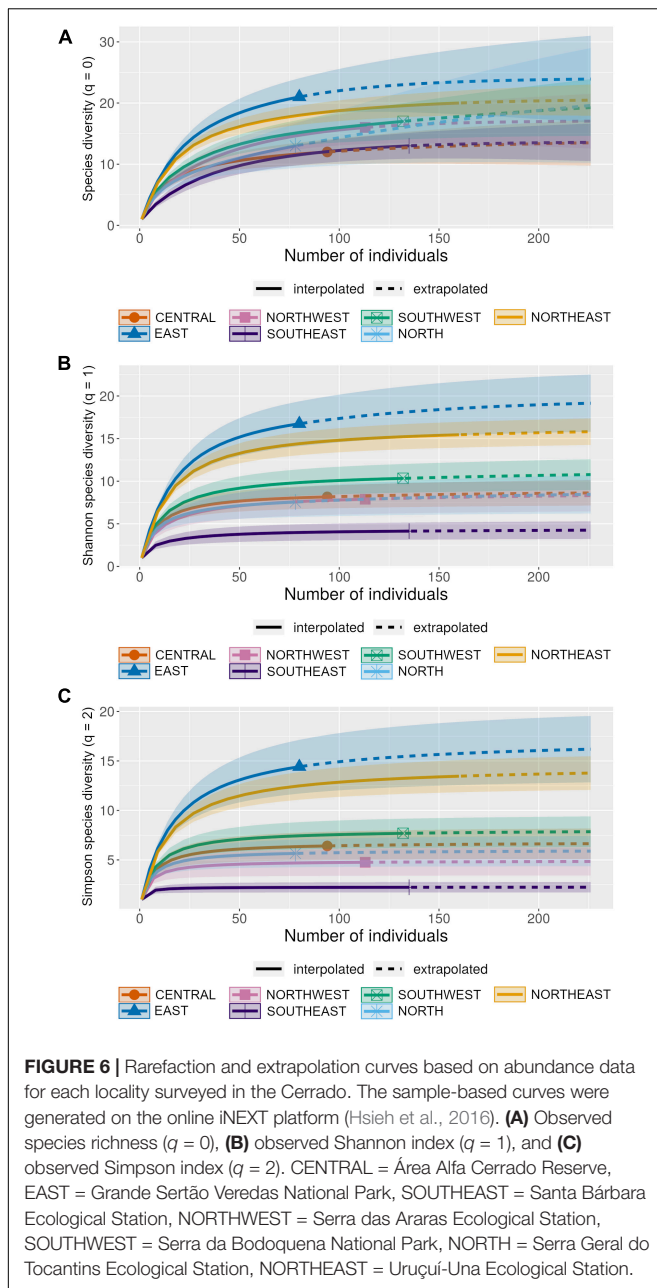 A
Species diversity (q = 0)
30
20
10
0
0 50 100 150 200
Number of individuals
interpolated extrapolated
CENTRAL NORTHWEST SOUTHWEST NORTHEAST
EAST SOUTHEAST NORTH
B
Shannon species diversity (q = 1)
20
15
10
5
0
0 50 100 150 200
Number of individuals
interpolated extrapolated
CENTRAL NORTHWEST SOUTHWEST NORTHEAST
EAST SOUTHEAST NORTH
C
Simpson species diversity (q = 2)
20
15
10
5
0 50 100 150 200
Number of individuals
interpolated extrapolated
CENTRAL NORTHWEST SOUTHWEST NORTHEAST
EAST SOUTHEAST NORTH
FIGURE 6 | Rarefaction and extrapolation curves based on abundance data
for each locality surveyed in the Cerrado. The sample-based curves were
generated on the online iNEXT platform (Hsieh et al., 2016). (A) Observed
species richness (q = 0), (B) observed Shannon index (q = 1), and (C)
observed Simpson index (q = 2). CENTRAL = Área Alfa Cerrado Reserve,
EAST = Grande Sertão Veredas National Park, SOUTHEAST = Santa Bárbara
Ecological Station, NORTHWEST = Serra das Araras Ecological Station,
SOUTHWEST = Serra da Bodoquena National Park, NORTH = Serra Geral do
Tocantins Ecological Station, NORTHEAST = Uruçuí-Una Ecological Station.